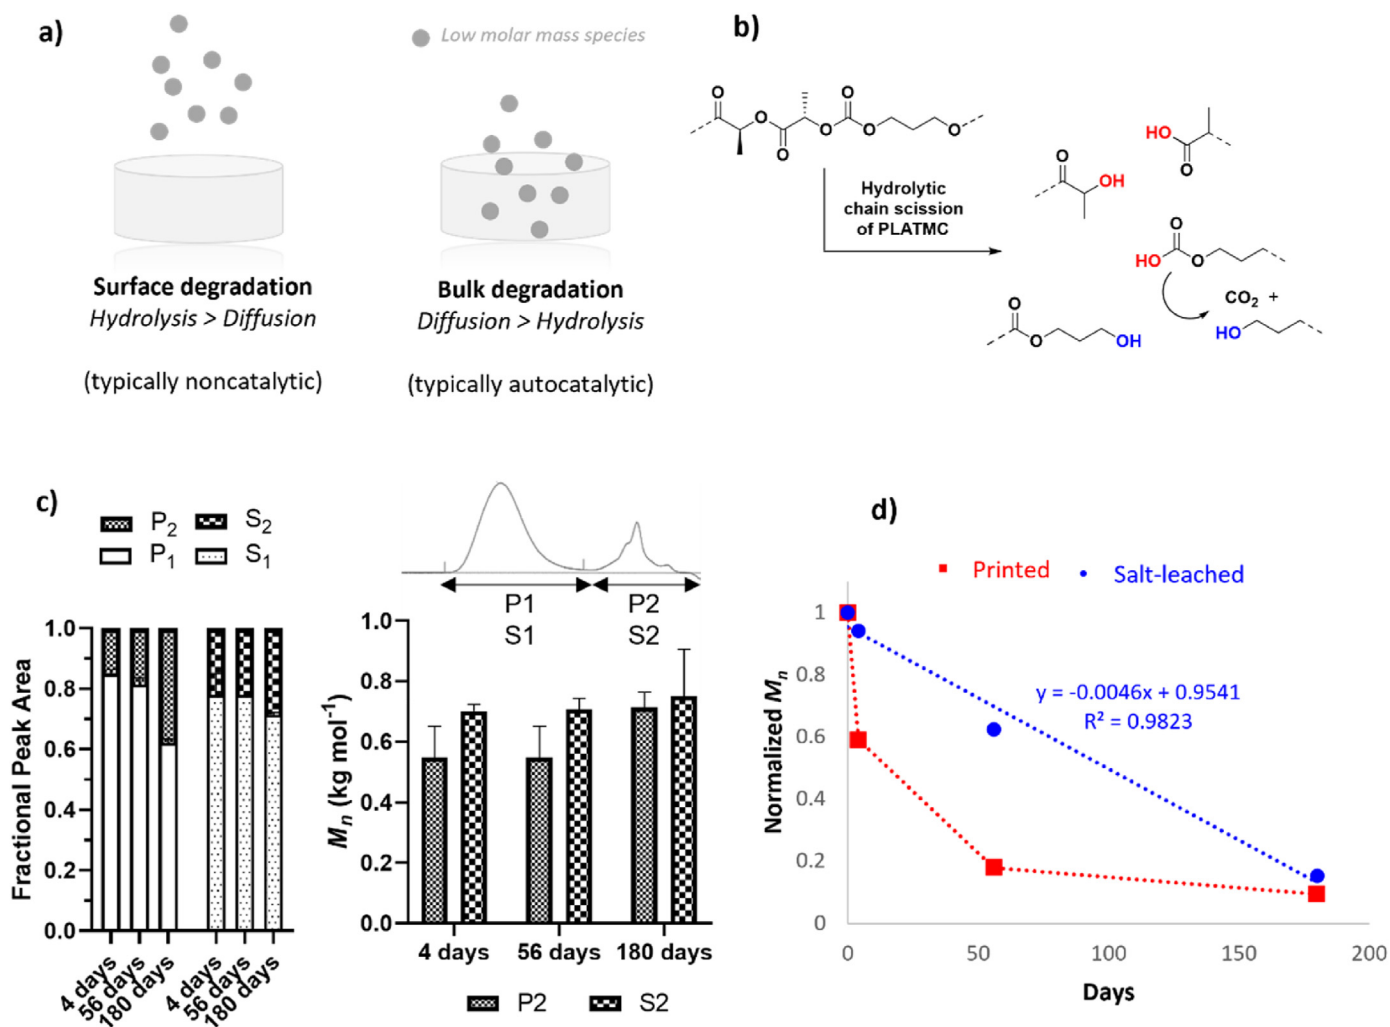 a)
Low molar mass species
Surface degradation
Hydrolysis > Diffusion
(typically noncatalytic)
Bulk degradation
Diffusion > Hydrolysis
(typically autocatalytic)
b)
O
O
O
O
O
O
O
Hydrolytic
chain scission
of PLATMC
HO
O
O
OH
O
HO
O
CO₂ +
HO
O
O
OH
c)
P₂
S₂
P₁
S₁
Fractional Peak Area
1.0
0.8
0.6
0.4
0.2
0.0
4 days
56 days
180 days
4 days
56 days
180 days
P1
P2
S1
S2
Mₙ (kg mol⁻¹)
1.0
0.8
0.6
0.4
0.2
0.0
4 days
56 days
180 days
P2
S2
d)
Printed
Salt-leached
Normalized Mₙ
1
0.8
0.6
0.4
0.2
0
y = -0.0046x + 0.9541
R² = 0.9823
0
50
100
150
200
Days